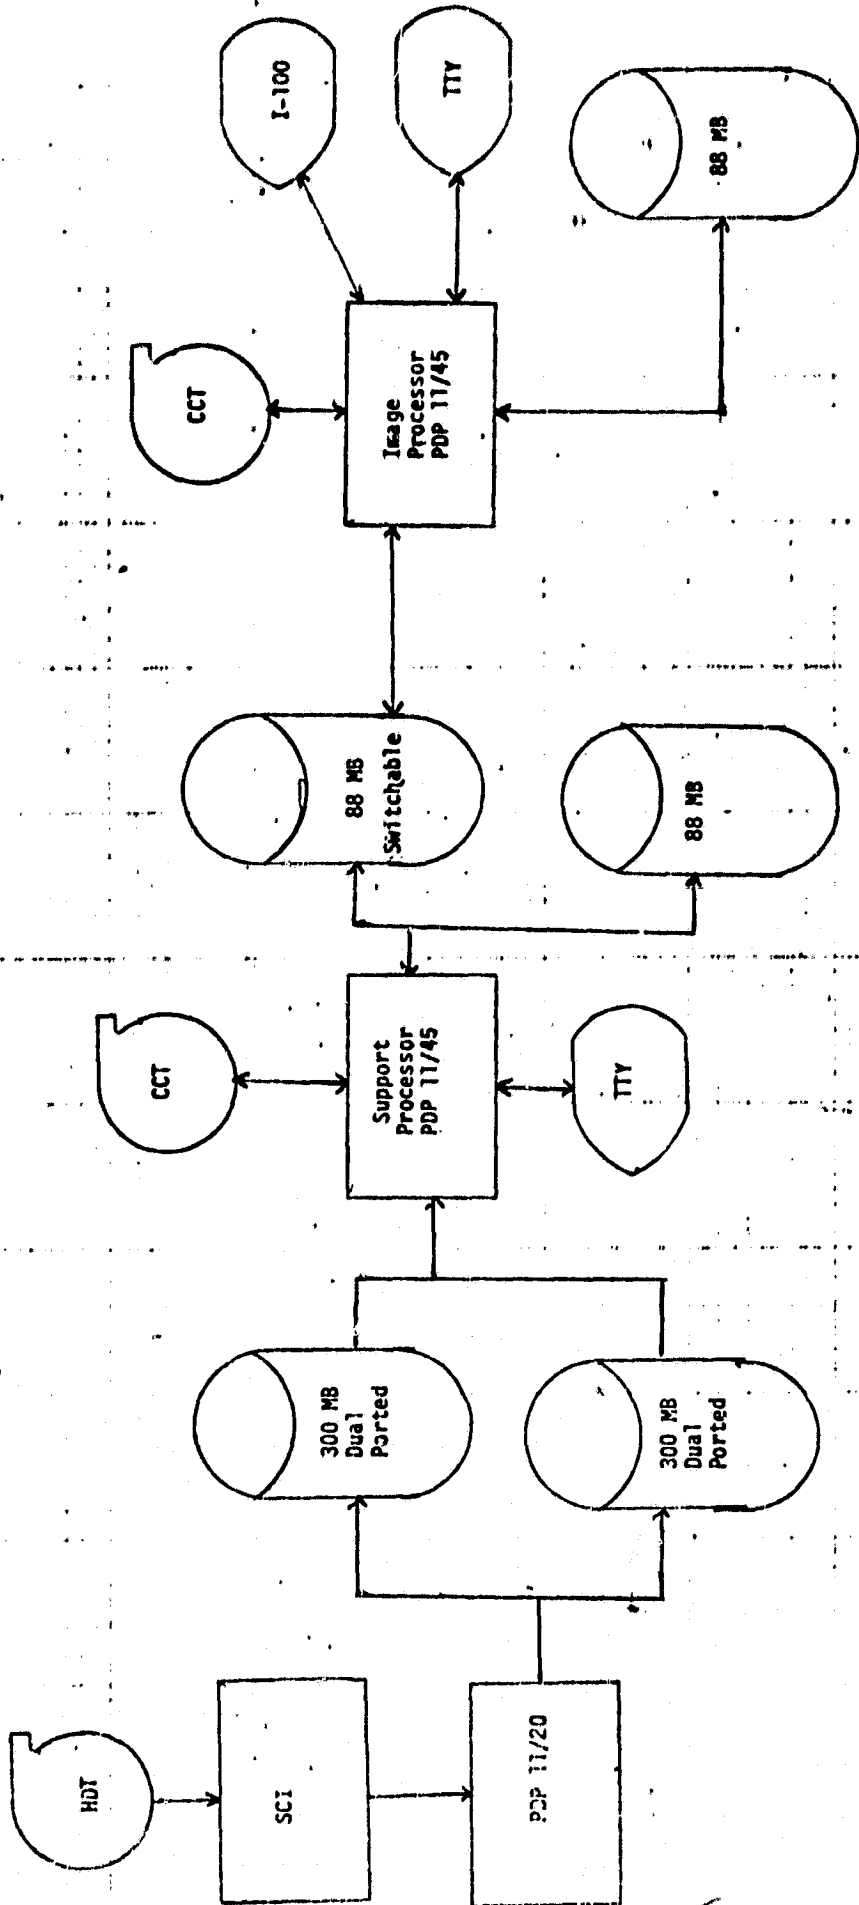 HDT
SCI
PDP 11/20
300 MB
Dual
Ported
300 MB
Dual
Ported
CCT
Support
Processor
PDP 11/45
TTY
88 MB
Switchable
88 MB
CCT
Image
Processor
PDP 11/45
I-100
TTY
88 MB